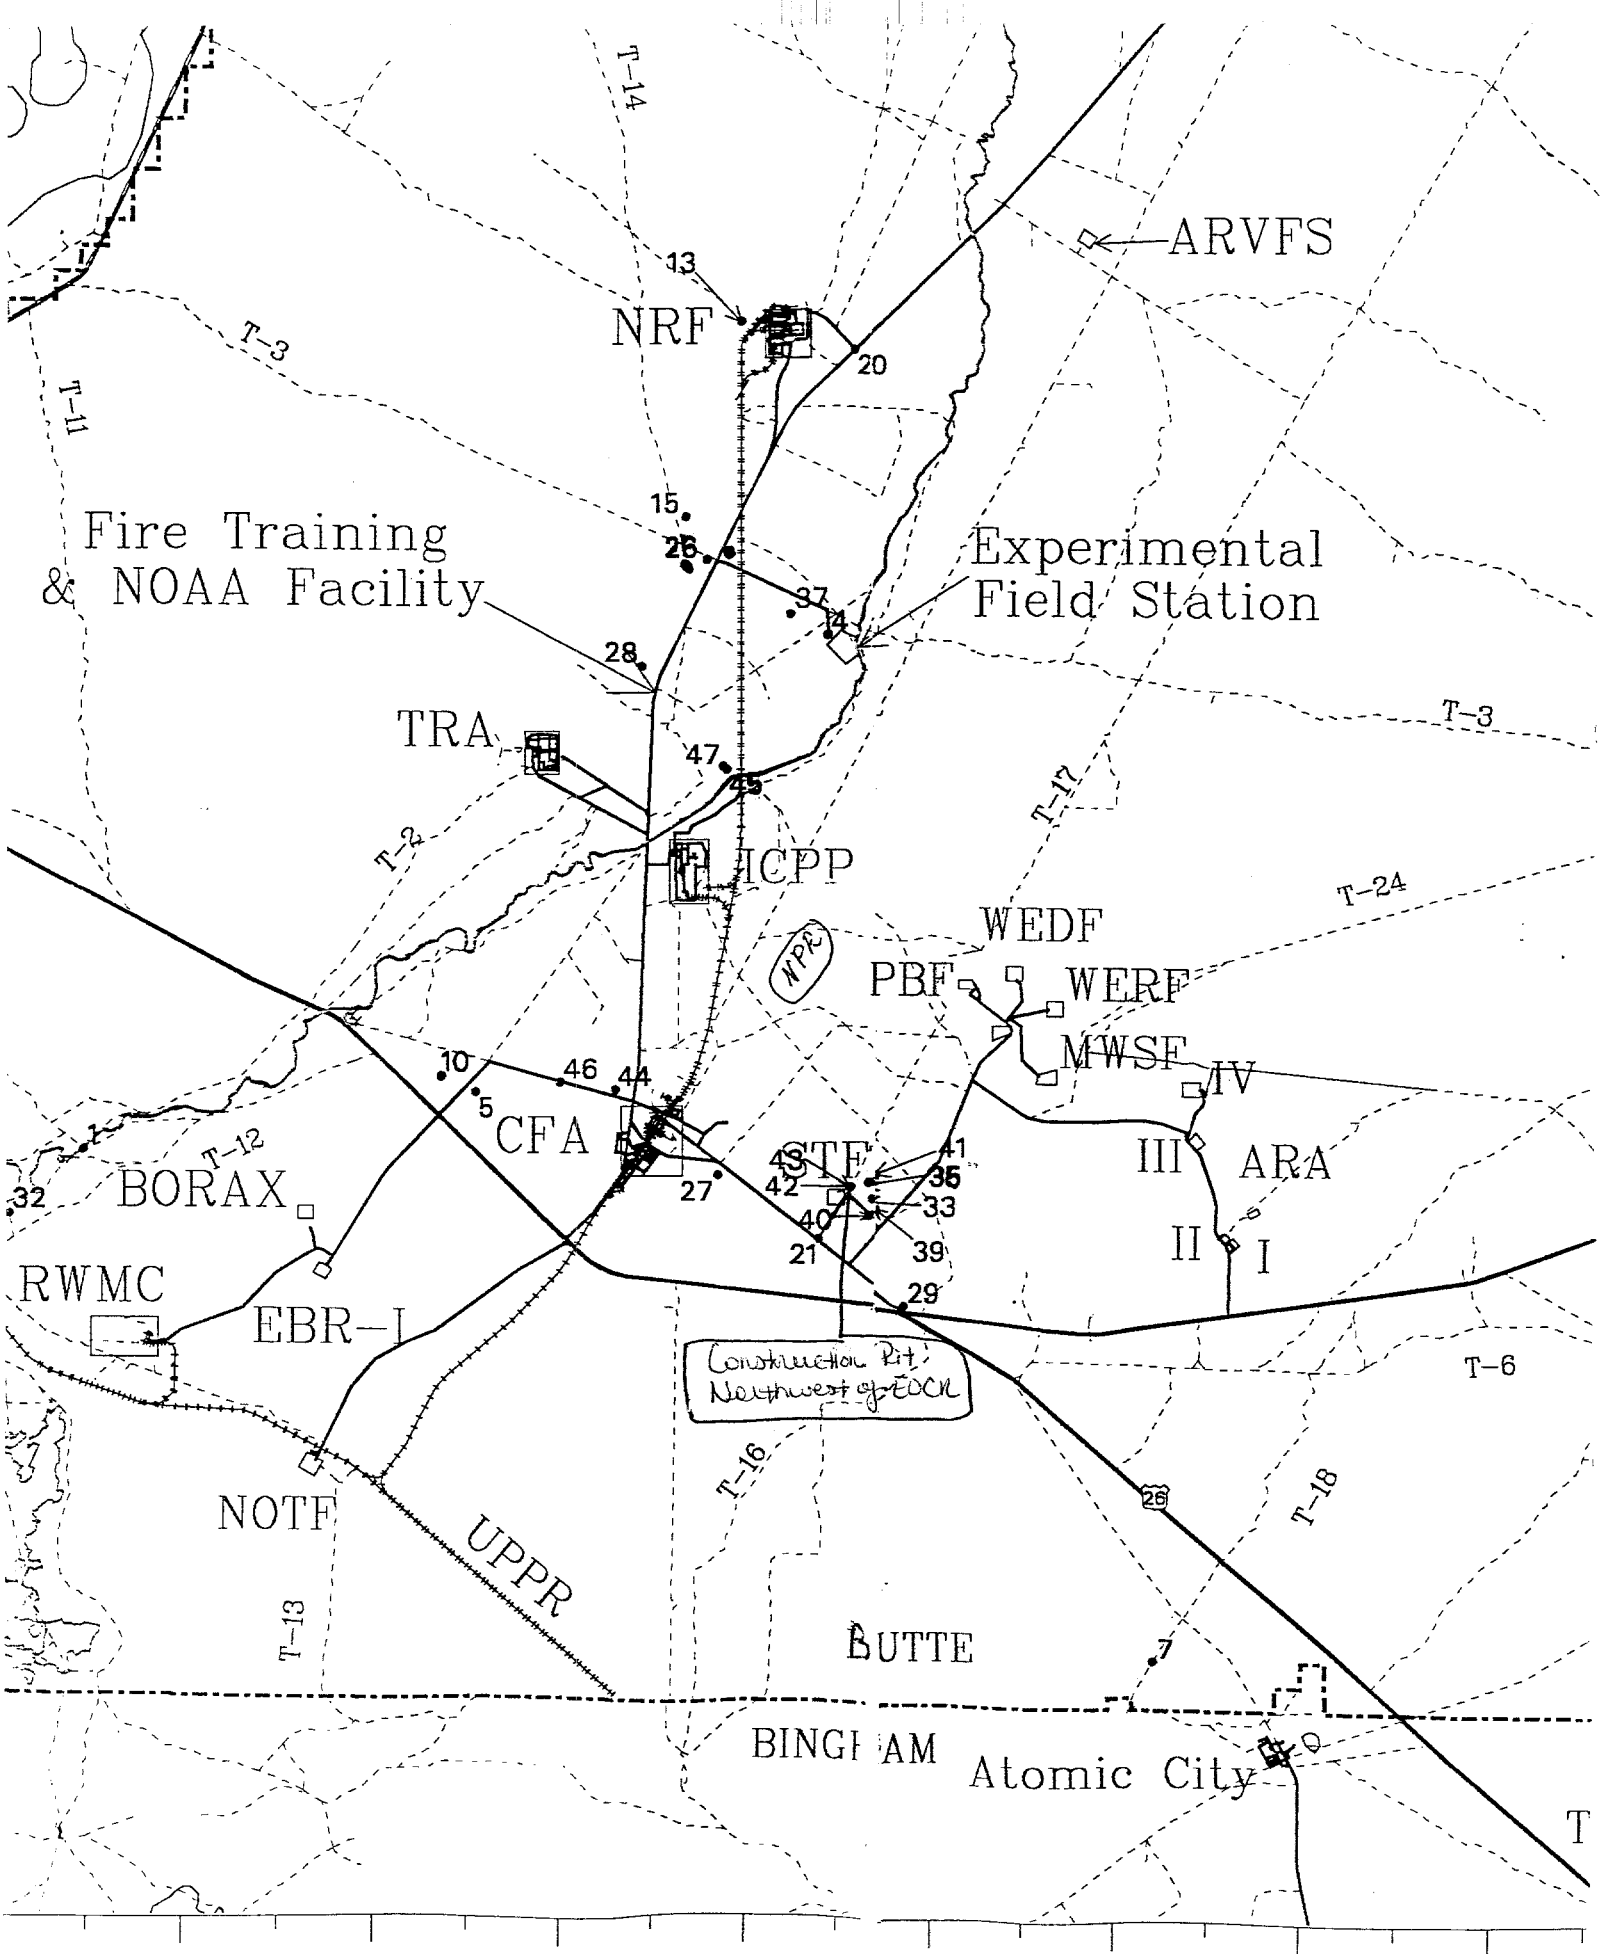 T-14
ARVFS
13
NRF
T-3
20
T-11
15
Fire Training
& NOAA Facility
26
Experimental
Field Station
37
4
28
T-3
TRA
47
45
T-17
T-2
ICPP
T-24
WEDF
NPR
PBF
WERF
MWSF
IV
10
46
44
5
CFA
1
T-12
STF
43
41
III
ARA
BORAX
42
27
33
32
40
21
39
II
I
RWMC
29
EBR-I
Construction Pit
Northwest of EOCR
T-6
T-16
26
T-18
NOTF
UPPR
T-13
BUTTE
7
BINGHAM
Atomic City
T